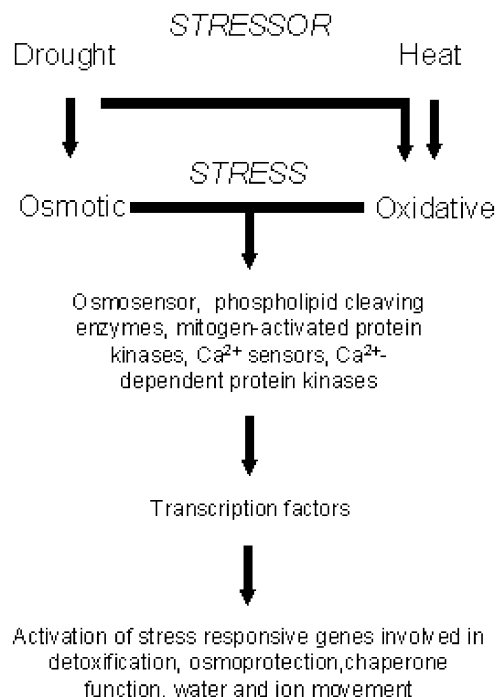 STRESSOR
Drought Heat
STRESS
Osmotic Oxidative
Osmosensor, phospholipid cleaving
enzymes, mitogen-activated protein
kinases, Ca²⁺ sensors, Ca²⁺-
dependent protein kinases
Transcription factors
Activation of stress responsive genes involved in
detoxification, osmoprotection,chaperone
function, water and ion movement